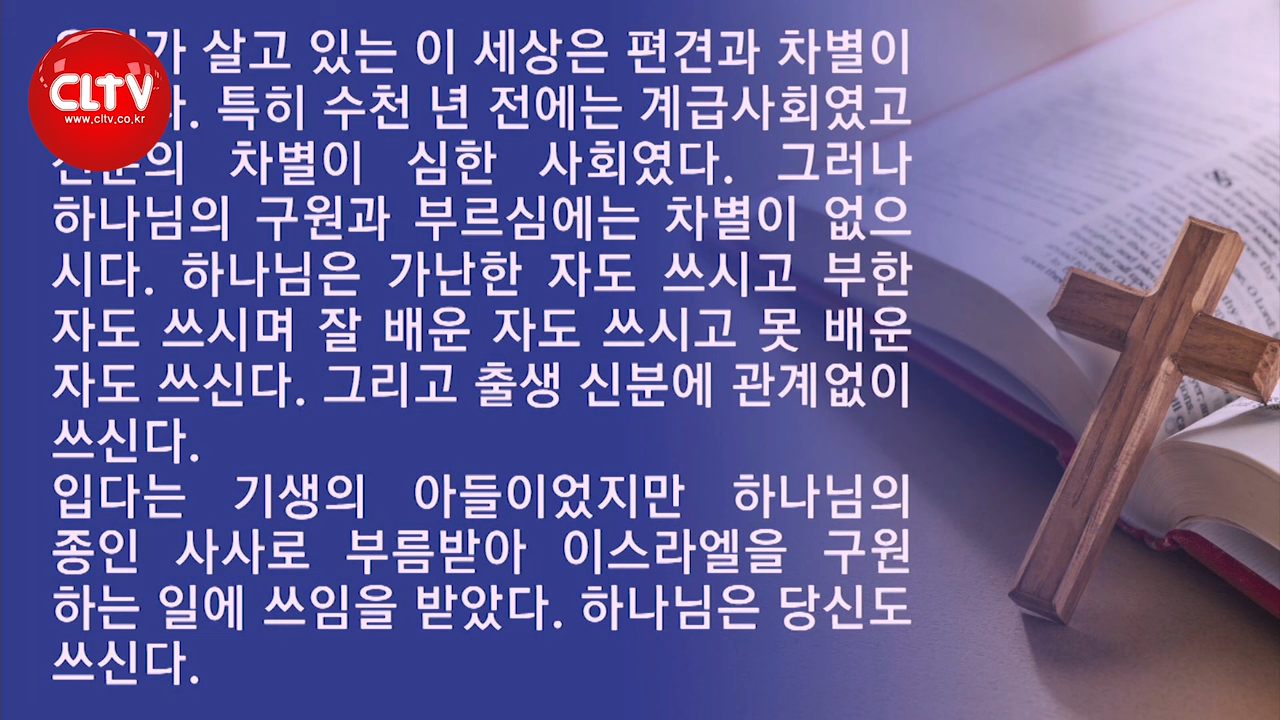 CLTV
www.cltv.co.kr
살고 있는 이 세상은 편견과 차별이
특히 수천 년 전에는 계급사회였고
차별이 심한 사회였다. 그러나
하나님의 구원과 부르심에는 차별이 없으
시다. 하나님은 가난한 자도 쓰시고 부한
자도 쓰시며 잘 배운 자도 쓰시고 못 배운
자도 쓰신다. 그리고 출생 신분에 관계없이
쓰신다.
입다는 기생의 아들이었지만 하나님의
종인 사사로 부름받아 이스라엘을 구원
하는 일에 쓰임을 받았다. 하나님은 당신도
쓰신다.